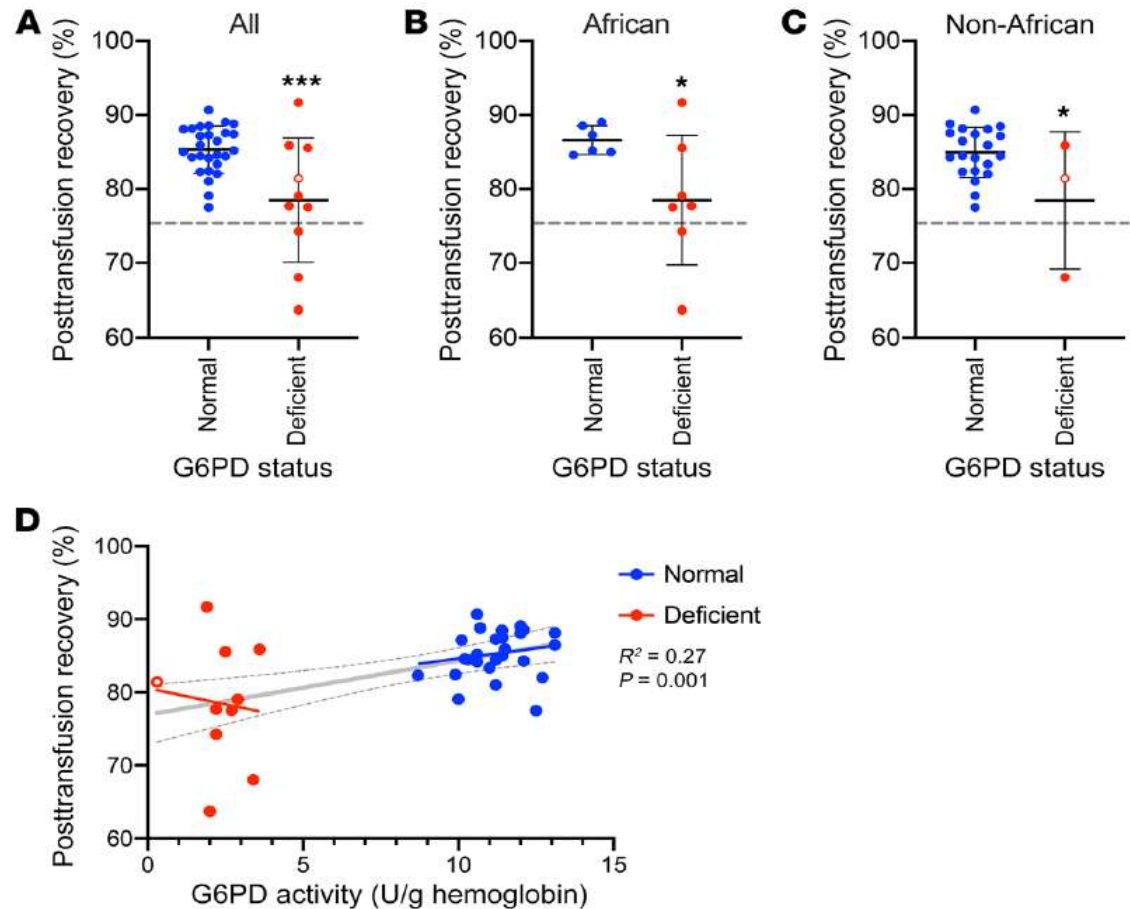 A All
Posttransfusion recovery (%)
100
90
80
70
60
***
Normal
Deficient
G6PD status
B African
Posttransfusion recovery (%)
100
90
80
70
60
*
Normal
Deficient
G6PD status
C Non-African
Posttransfusion recovery (%)
100
90
80
70
60
*
Normal
Deficient
G6PD status
D
Posttransfusion recovery (%)
100
90
80
70
60
0 5 10 15
G6PD activity (U/g hemoglobin)
Normal
Deficient
R² = 0.27
P = 0.001